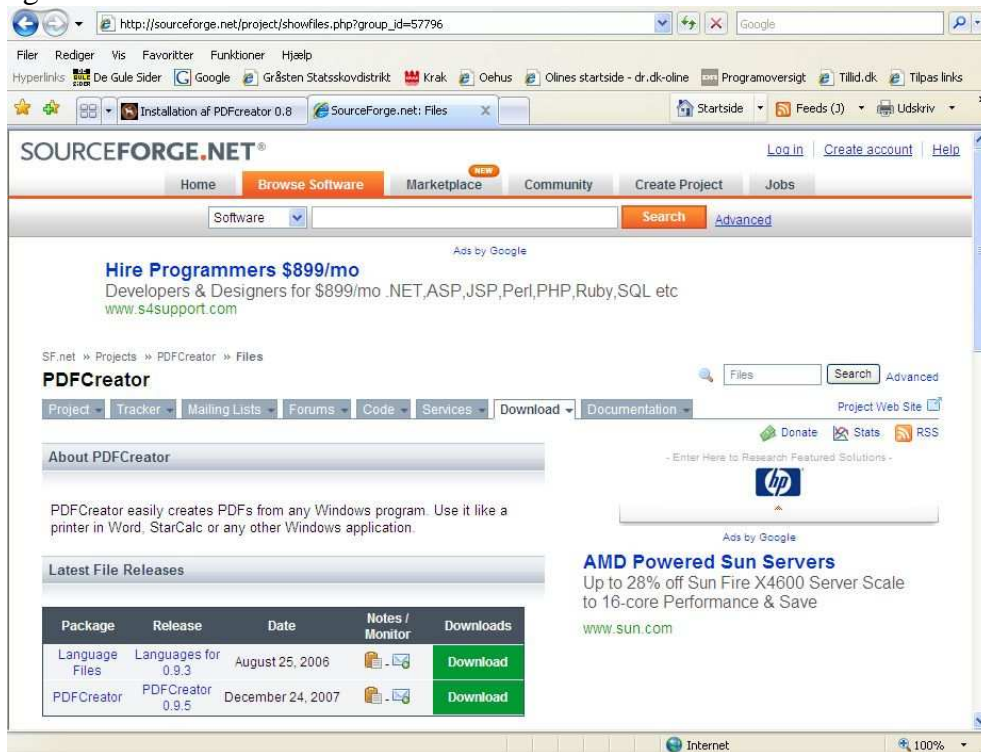 http://sourceforge.net/project/showfiles.php?group_id=57796
Google
Filer Rediger Vis Favoritter Funktioner Hjælp
Hyperlinks De Gule Sider Google Gråsten Statsskovdistrikt Krak Oehus Olines startside - dr.dk-oline Programoversigt Tillid.dk Tilpas links
Installation af PDFcreator 0.8 SourceForge.net: Files X Startside Feeds (J) Udskriv
SOURCEFORGE.NET® Log in Create account Help
NEW
Home Browse Software Marketplace Community Create Project Jobs
Software Search Advanced
Ads by Google
Hire Programmers $899/mo
Developers & Designers for $899/mo .NET,ASP,JSP,Perl,PHP,Ruby,SQL etc
www.s4support.com
SF.net » Projects » PDFCreator » Files
PDFCreator Files Search Advanced
Project Tracker Mailing Lists Forums Code Services Download Documentation Project Web Site
Donate Stats RSS
About PDFCreator
- Enter Here to Research Featured Solutions -
hp
PDFCreator easily creates PDFs from any Windows program. Use it like a
printer in Word, StarCalc or any other Windows application.
Ads by Google
AMD Powered Sun Servers
Up to 28% off Sun Fire X4600 Server Scale
to 16-core Performance & Save
www.sun.com
Latest File Releases
Package Release Date Notes / Monitor Downloads
Language Files Languages for 0.9.3 August 25, 2006 - Download
PDFCreator PDFCreator 0.9.5 December 24, 2007 - Download
Internet 100%